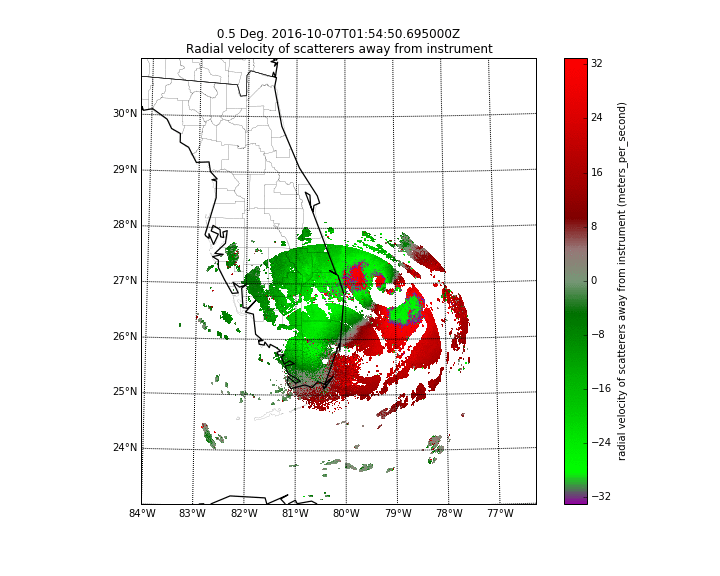 0.5 Deg. 2016-10-07T01:54:50.695000Z
Radial velocity of scatterers away from instrument
30°N
29°N
28°N
27°N
26°N
25°N
24°N
84°W 83°W 82°W 81°W 80°W 79°W 78°W 77°W
32
24
16
8
0
−8
−16
−24
−32
radial velocity of scatterers away from instrument (meters_per_second)